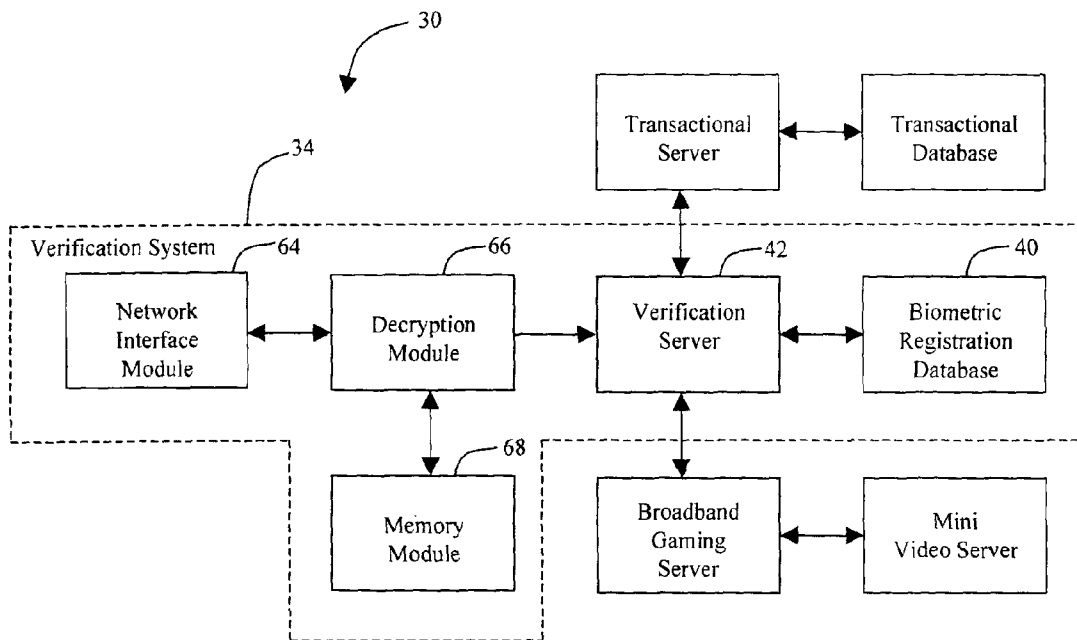 30
Transactional
Server
Transactional
Database
34
Verification System
64
66
42
40
Network
Interface
Module
Decryption
Module
Verification
Server
Biometric
Registration
Database
68
Memory
Module
Broadband
Gaming
Server
Mini
Video Server